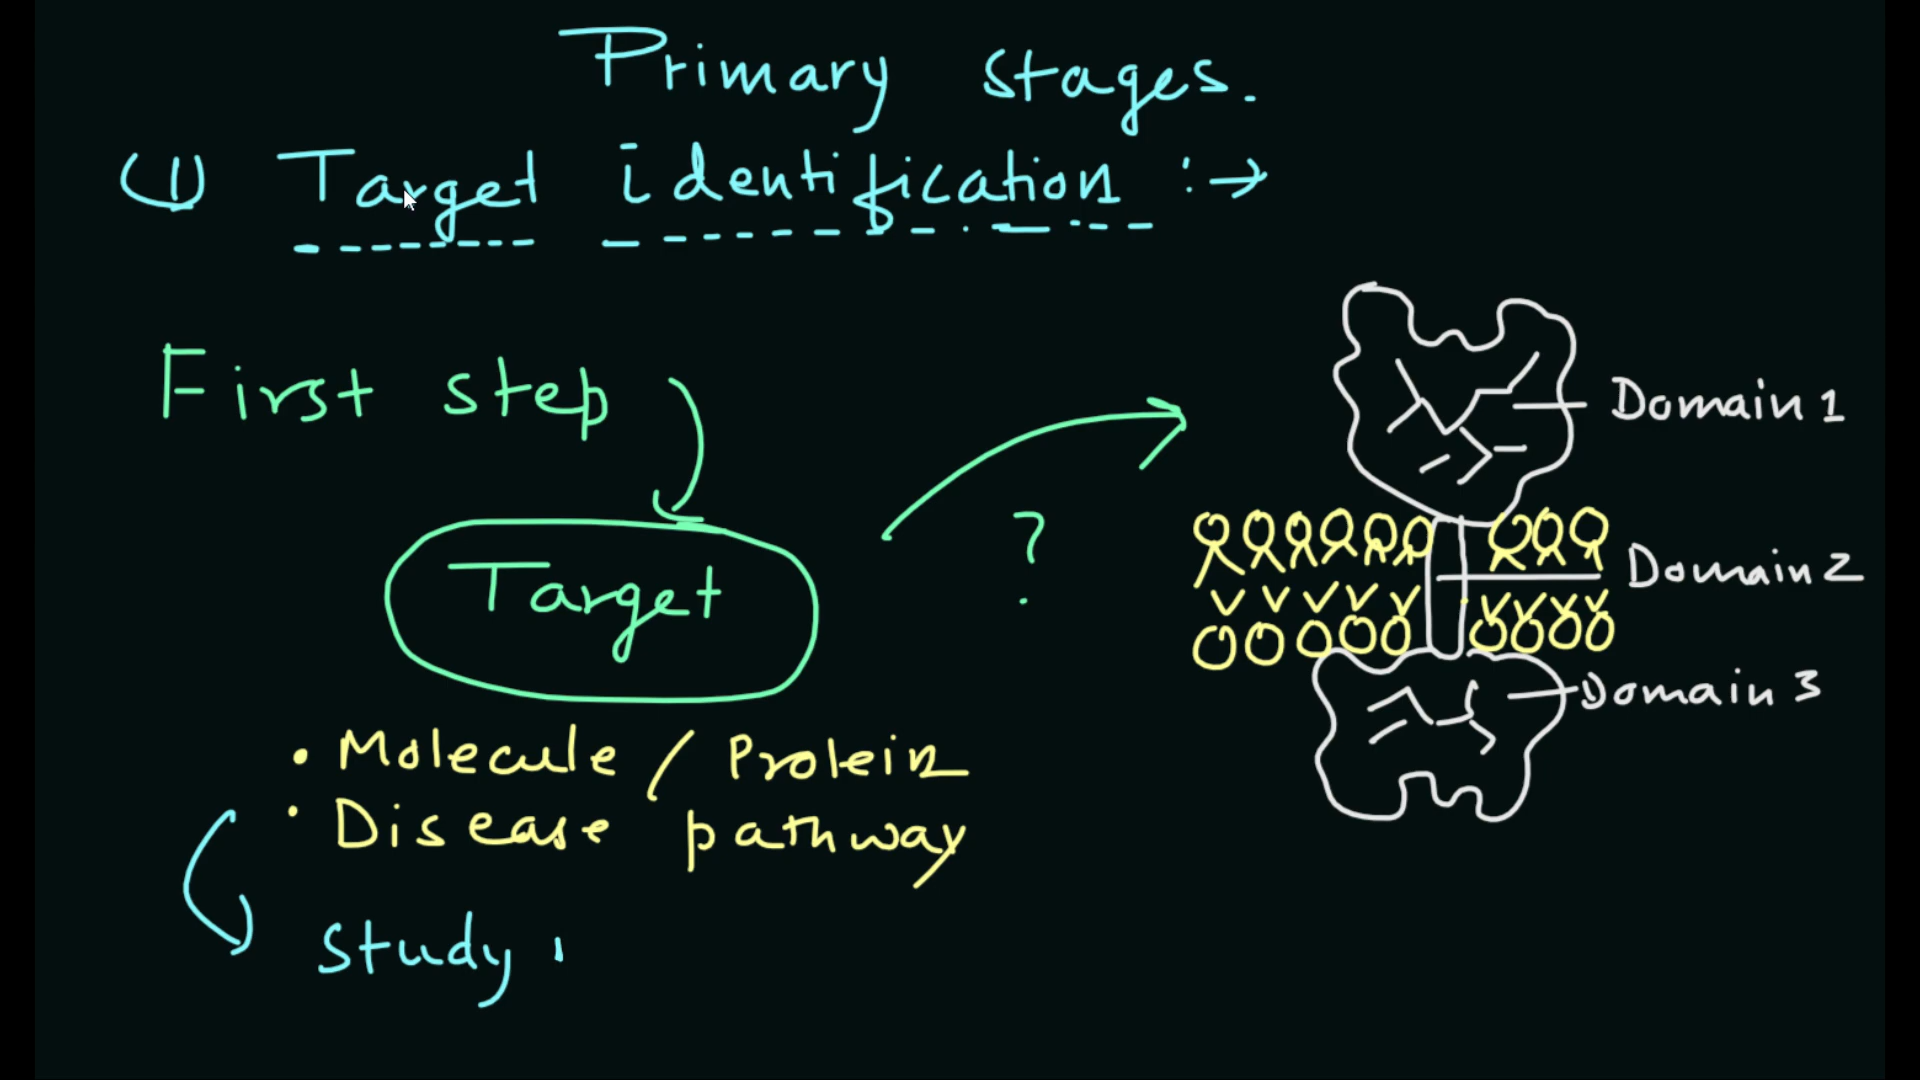 Primary stages.
(1) Target identification :→
First step
Target
?
• Molecule / Protein
• Disease pathway
study
Domain 1
Domain 2
Domain 3